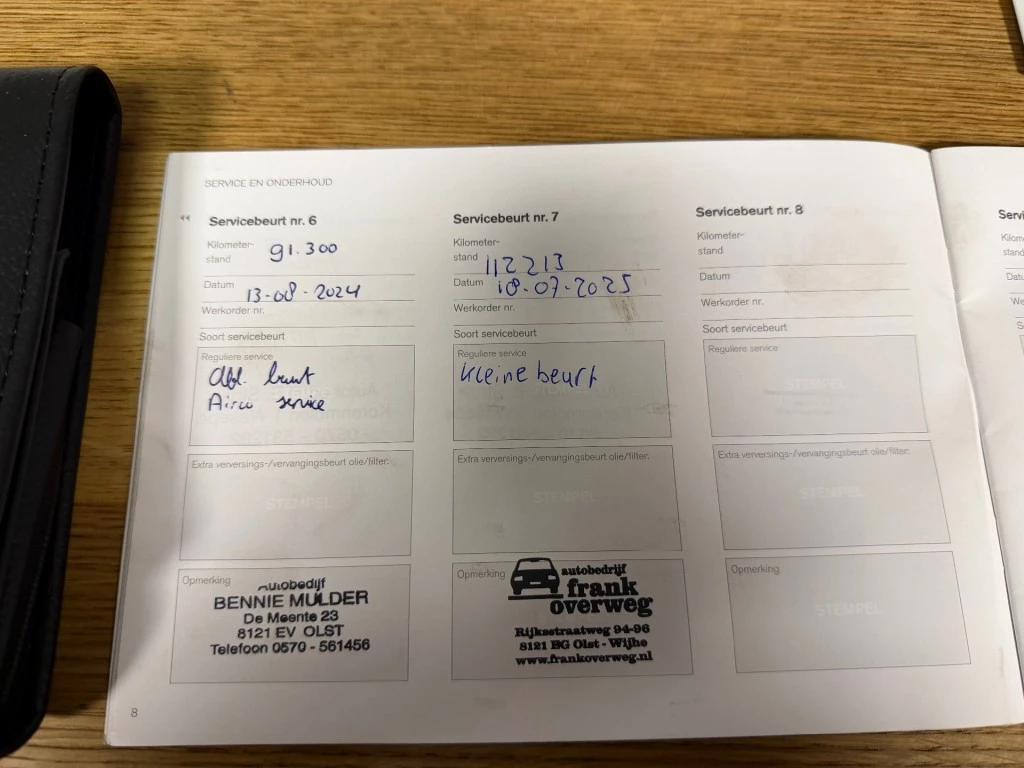 SERVICE EN ONDERHOUD
Servicebeurt nr. 6
Kilometer-
stand 91.300
Datum 13-08-2024
Werkorder nr.
Soort servicebeurt
Reguliere service
Airco service
Extra verversings-/vervangingsbeurt olie/filter:
STEMPEL
Opmerking
Autobedijf
BENNIE MULDER
De Meente 23
8121 EV OLST
Telefoon 0570 - 561456
8
Servicebeurt nr. 7
Kilometer-
stand 112213
Datum 18-07-2025
Werkorder nr.
Soort servicebeurt
Reguliere service
Kleine beurt
Extra verversings-/vervangingsbeurt olie/filter:
STEMPEL
Opmerking
autobedrijf
frank
overweg
Rijksstraatweg 94-96
8121 BG Olst - Wijhe
www.frankoverweg.nl
Servicebeurt nr. 8
Kilometer-
stand
Datum
Werkorder nr.
Soort servicebeurt
Reguliere service
STEMPEL
Extra verversings-/vervangingsbeurt olie/filter:
STEMPEL
Opmerking
STEMPEL